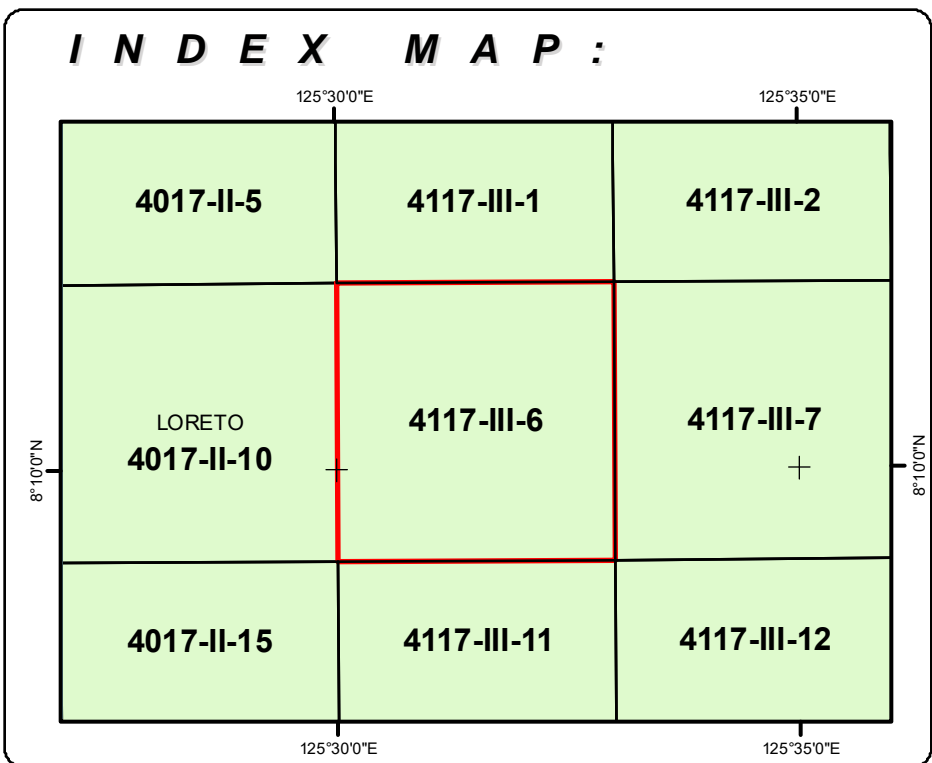 INDEX MAP:
125°30'0"E 125°35'0"E
4017-II-5 4117-III-1 4117-III-2
LORETO
4017-II-10 4117-III-6 4117-III-7
8°10'0"N 8°10'0"N
4017-II-15 4117-III-11 4117-III-12
125°30'0"E 125°35'0"E